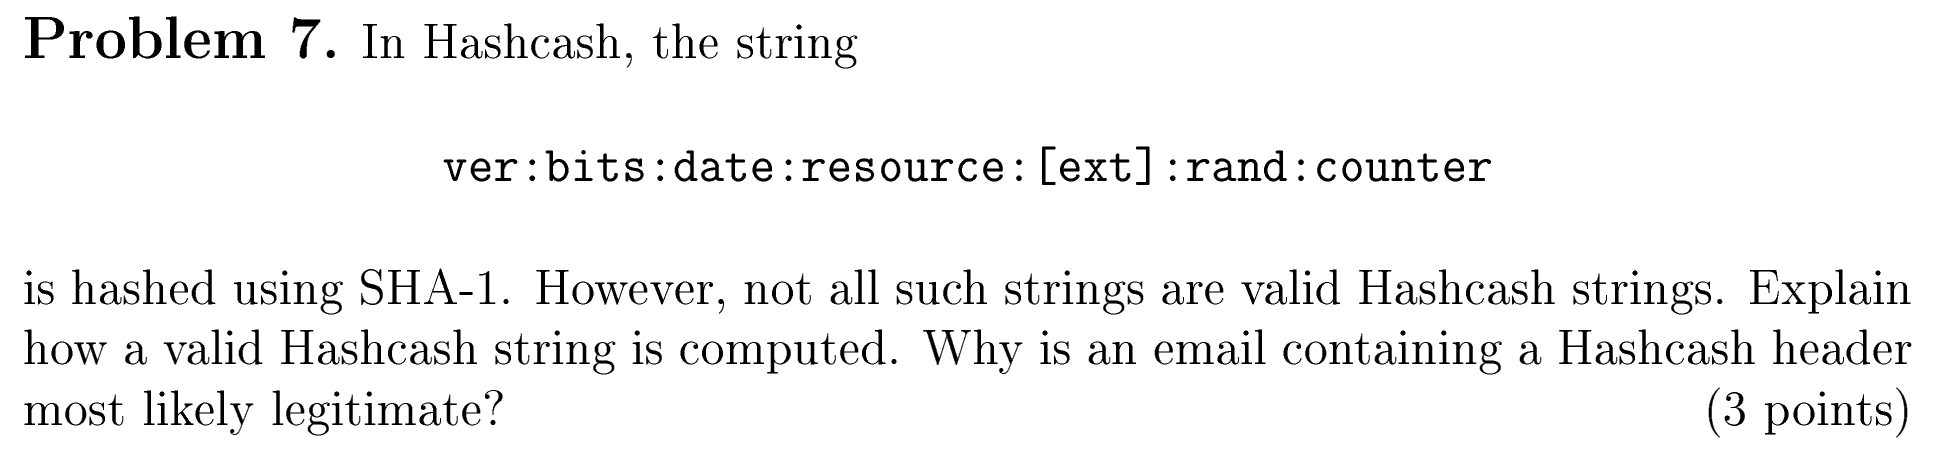 Problem 7. In Hashcash, the string
ver:bits:date:resource:[ext]:rand:counter
is hashed using SHA-1. However, not all such strings are valid Hashcash strings. Explain
how a valid Hashcash string is computed. Why is an email containing a Hashcash header
most likely legitimate? (3 points)